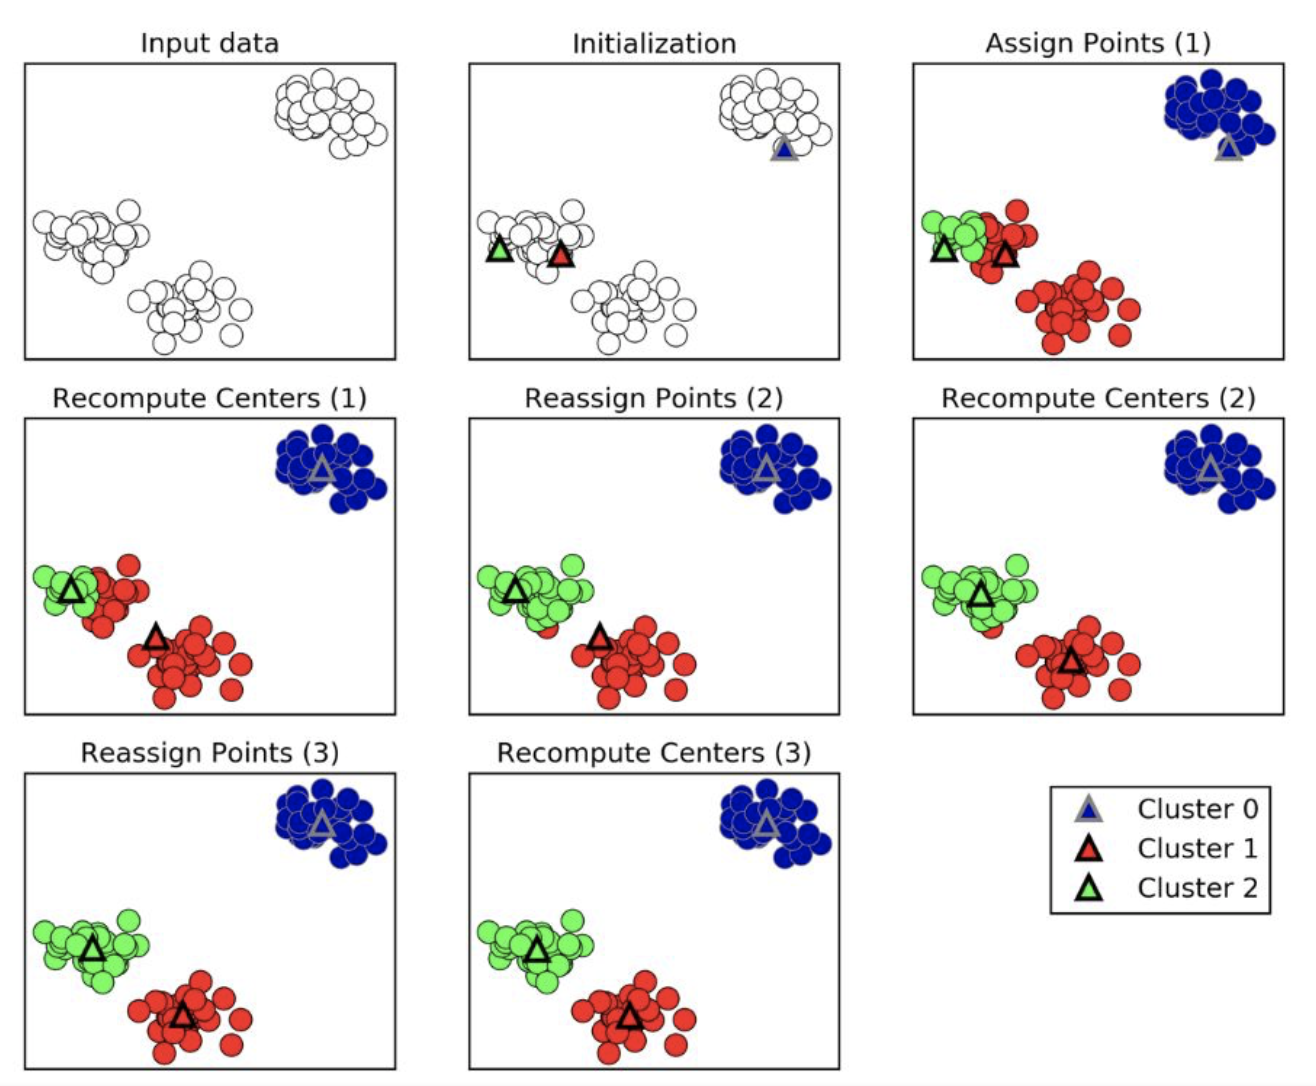 Input data
Initialization
Assign Points (1)
Recompute Centers (1)
Reassign Points (2)
Recompute Centers (2)
Reassign Points (3)
Recompute Centers (3)
Cluster 0
Cluster 1
Cluster 2